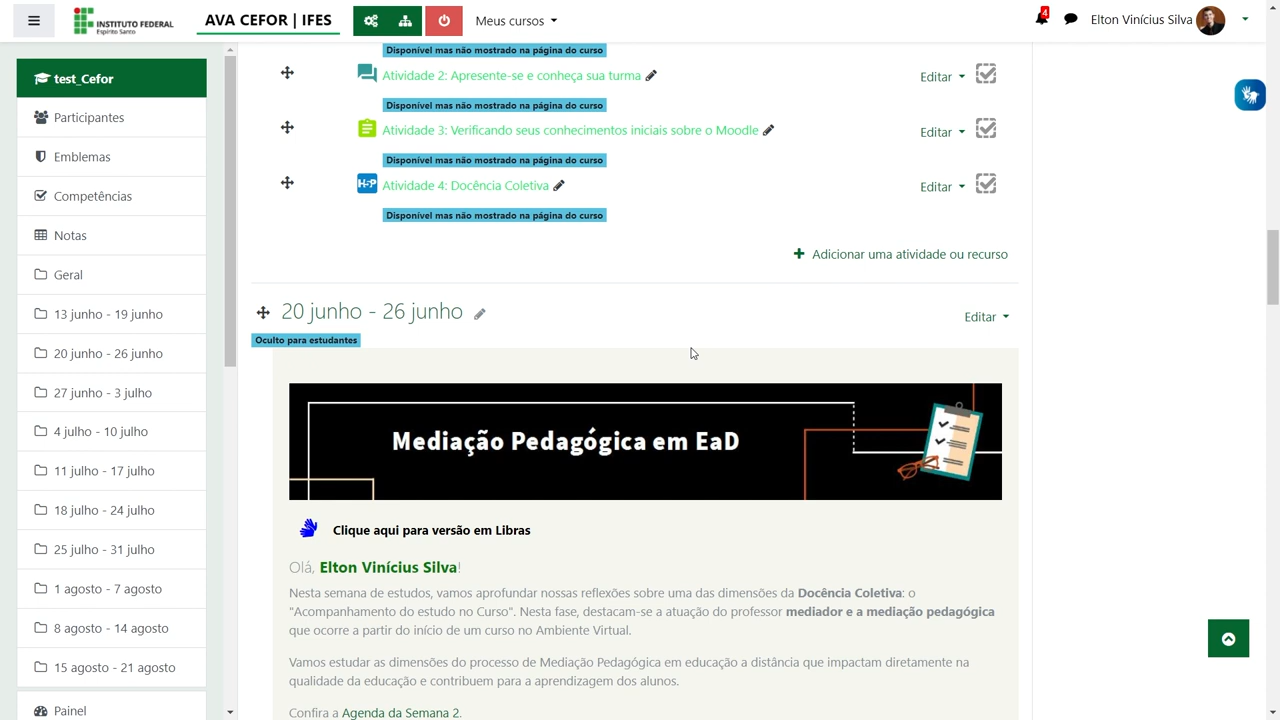 INSTITUTO FEDERAL
Espírito Santo
AVA CEFOR | IFES
Meus cursos
4
Elton Vinícius Silva
test_Cefor
Participantes
Emblemas
Competências
Notas
Geral
13 junho - 19 junho
20 junho - 26 junho
27 junho - 3 julho
4 julho - 10 julho
11 julho - 17 julho
18 julho - 24 julho
25 julho - 31 julho
1 agosto - 7 agosto
8 agosto - 14 agosto
15 agosto - 21 agosto
Painel
Disponível mas não mostrado na página do curso
Atividade 2: Apresente-se e conheça sua turma
Editar
Disponível mas não mostrado na página do curso
Atividade 3: Verificando seus conhecimentos iniciais sobre o Moodle
Editar
Disponível mas não mostrado na página do curso
H5P
Atividade 4: Docência Coletiva
Editar
Disponível mas não mostrado na página do curso
Adicionar uma atividade ou recurso
20 junho - 26 junho
Editar
Oculto para estudantes
Mediação Pedagógica em EaD
Clique aqui para versão em Libras
Olá, Elton Vinícius Silva!
Nesta semana de estudos, vamos aprofundar nossas reflexões sobre uma das dimensões da Docência Coletiva: o
"Acompanhamento do estudo no Curso". Nesta fase, destacam-se a atuação do professor mediador e a mediação pedagógica
que ocorre a partir do início de um curso no Ambiente Virtual.
Vamos estudar as dimensões do processo de Mediação Pedagógica em educação a distância que impactam diretamente na
qualidade da educação e contribuem para a aprendizagem dos alunos.
Confira a Agenda da Semana 2.